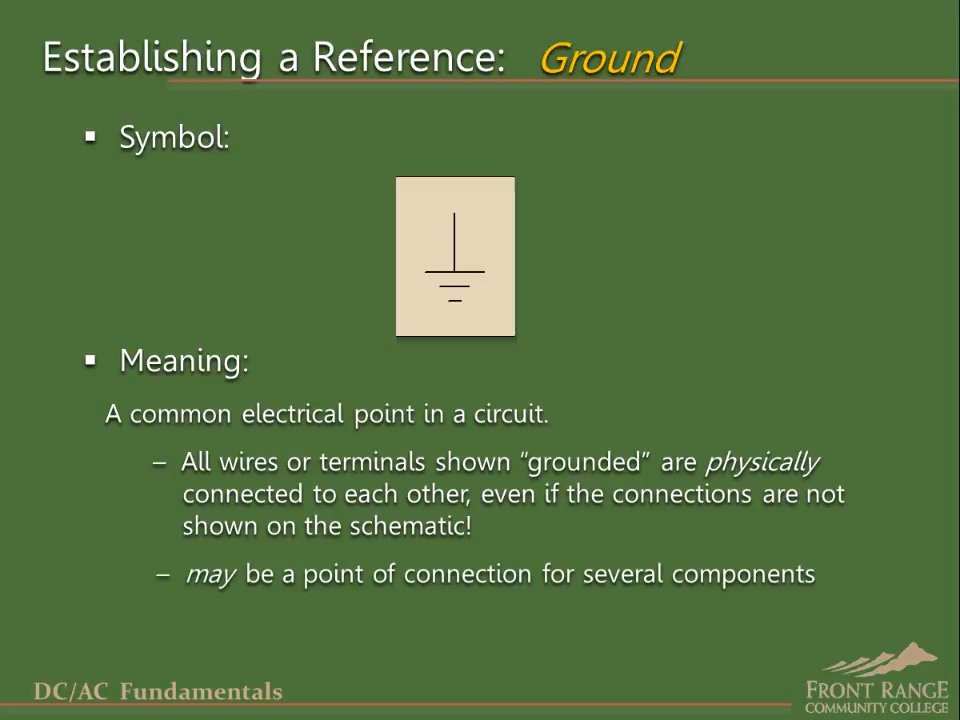 Establishing a Reference: Ground
▪ Symbol:
▪ Meaning:
A common electrical point in a circuit.
– All wires or terminals shown “grounded” are physically
connected to each other, even if the connections are not
shown on the schematic!
– may be a point of connection for several components
DC/AC Fundamentals
FRONT RANGE
COMMUNITY COLLEGE